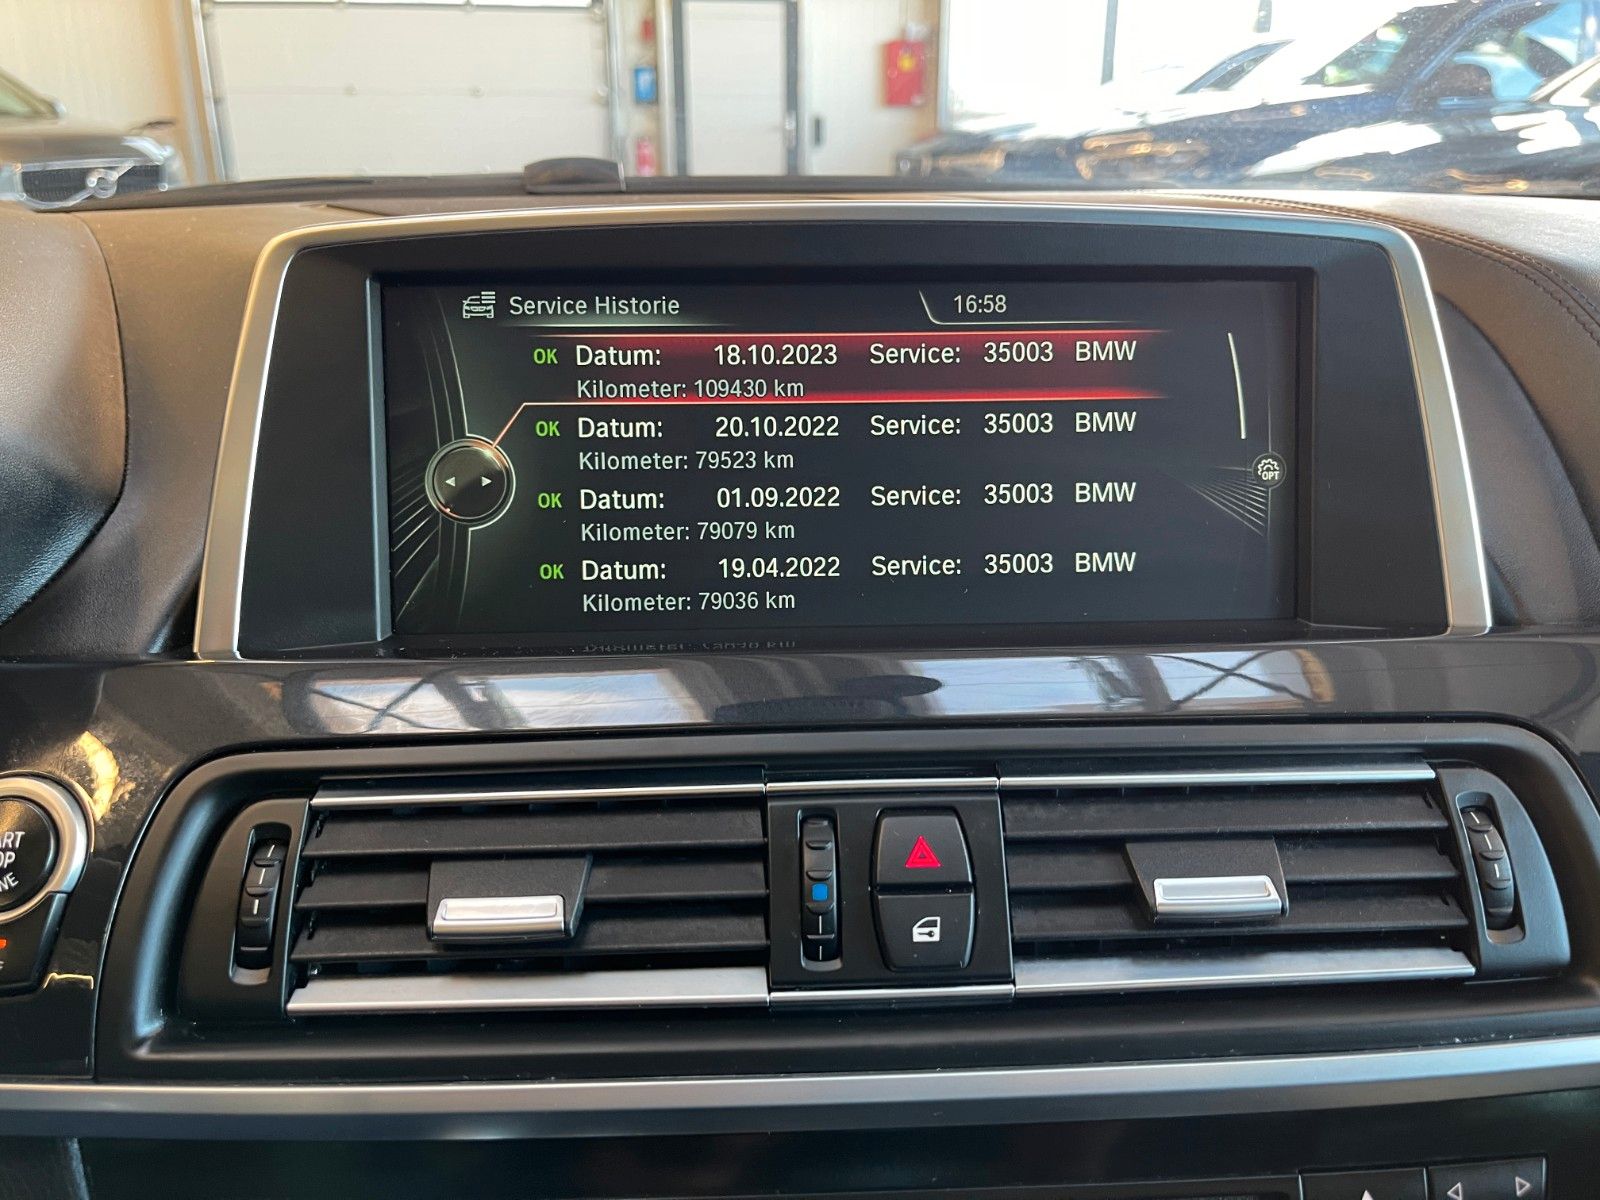 Service Historie 16:58
OK Datum: 18.10.2023 Service: 35003 BMW
Kilometer: 109430 km
OK Datum: 20.10.2022 Service: 35003 BMW
Kilometer: 79523 km
OPT
OK Datum: 01.09.2022 Service: 35003 BMW
Kilometer: 79079 km
OK Datum: 19.04.2022 Service: 35003 BMW
Kilometer: 79036 km